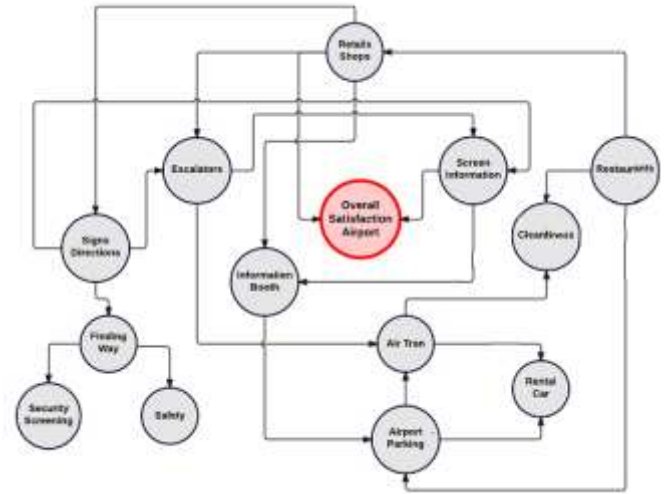 Retails
Shops
Escalators
Screen
Information
Restaurants
Overall
Satisfaction
Airport
Signs
Directions
Cleantiness
Information
Booth
Finding
Way
Air Tran
Rental
Car
Security
Screening
Safety
Airport
Parking